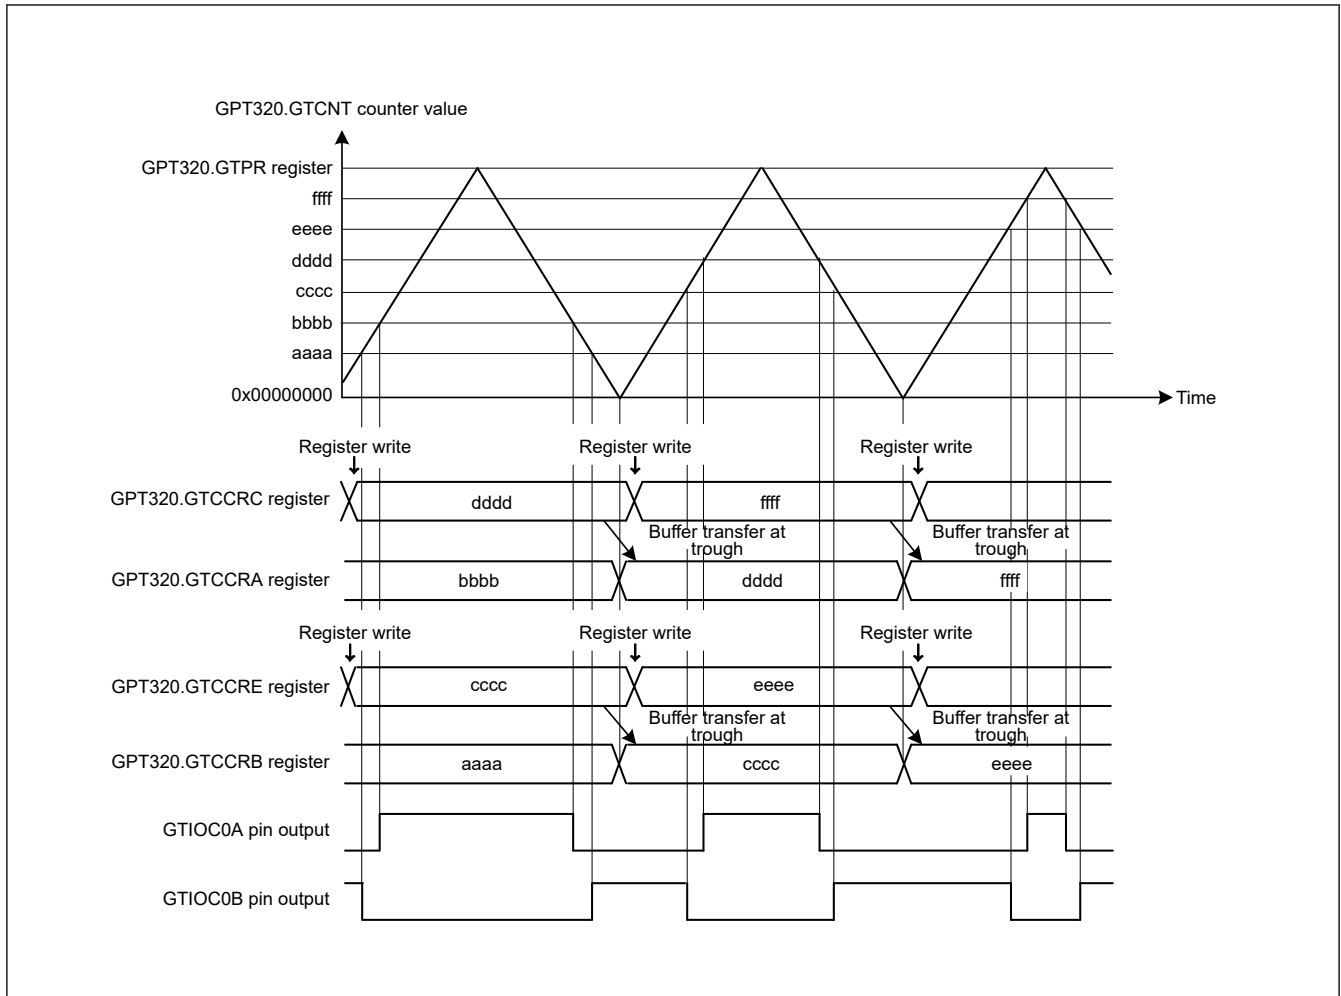 GPT320.GTCNT counter value
GPT320.GTPR register
ffff
eeee
dddd
cccc
bbbb
aaaa
0x00000000
Time
Register write
Register write
Register write
GPT320.GTCCRC register
dddd
ffff
Buffer transfer at
trough
Buffer transfer at
trough
GPT320.GTCCRA register
bbbb
dddd
ffff
Register write
Register write
Register write
GPT320.GTCCRE register
cccc
eeee
Buffer transfer at
trough
Buffer transfer at
trough
GPT320.GTCCRB register
aaaa
cccc
eeee
GTIOC0A pin output
GTIOC0B pin output